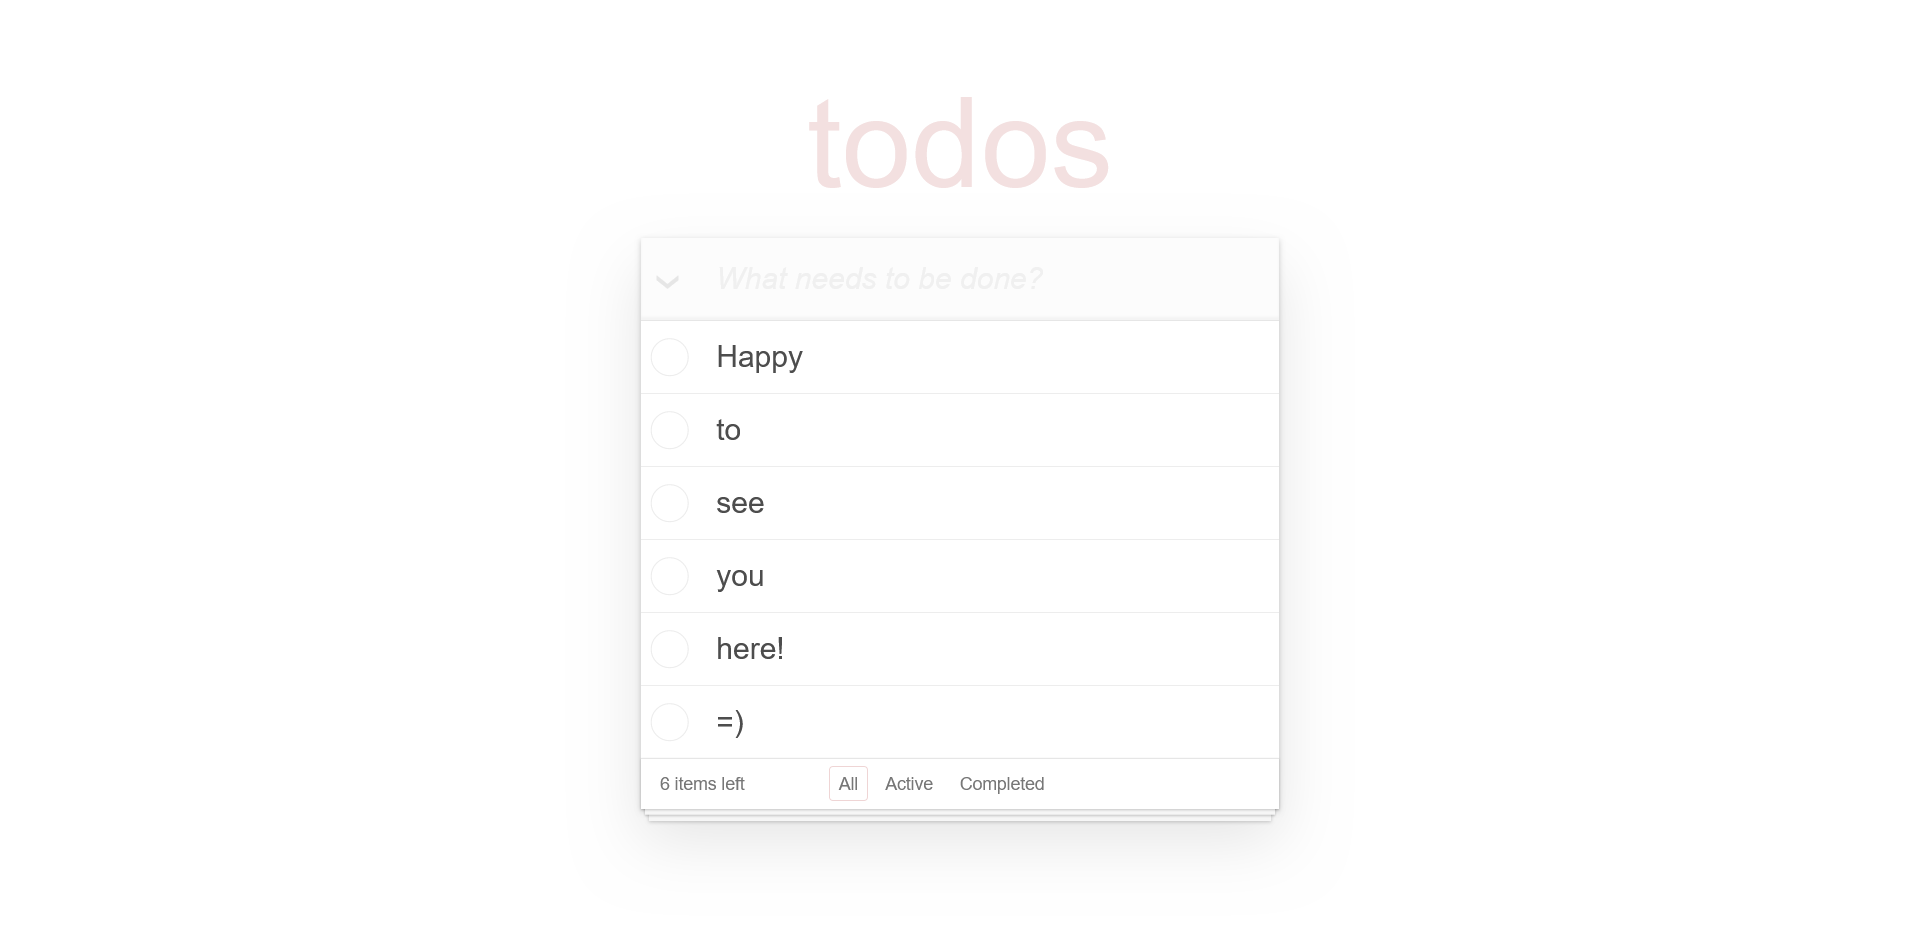 todos
What needs to be done?
Happy
to
see
you
here!
=)
6 items left All Active Completed